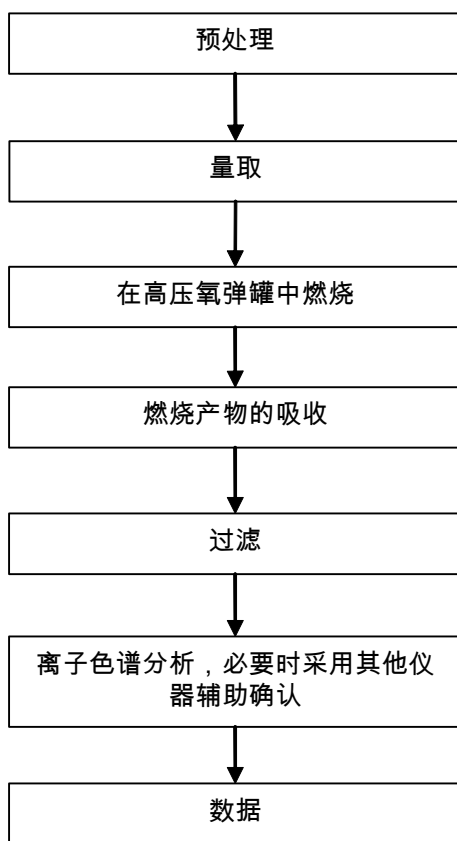 预处理
量取
在高压氧弹罐中燃烧
燃烧产物的吸收
过滤
离子色谱分析，必要时采用其他仪
器辅助确认
数据